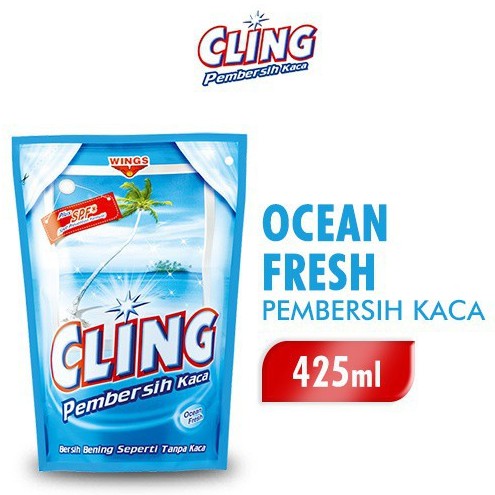 CLING
Pembersih Kaca
WINGS
Plus SPF
CLING
Pembersih Kaca
Ocean
Fresh
Bersih Bening Seperti Tanpa Kaca
OCEAN
FRESH
PEMBERSIH KACA
425ml